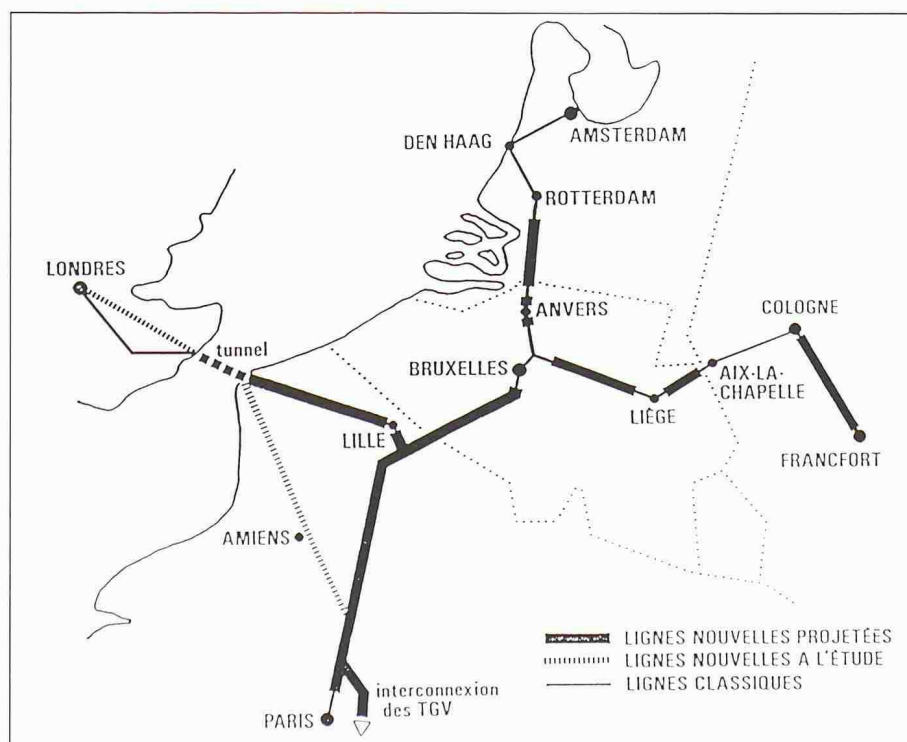 AMSTERDAM
DEN HAAG
ROTTERDAM
LONDRES
ANVERS
COLOGNE
tunnel
BRUXELLES
AIX-LA-
CHAPELLE
LIÈGE
LILLE
FRANCFORT
AMIENS
LIGNES NOUVELLES PROJETÉES
LIGNES NOUVELLES A L'ÉTUDE
LIGNES CLASSIQUES
interconnexion
des TGV
PARIS